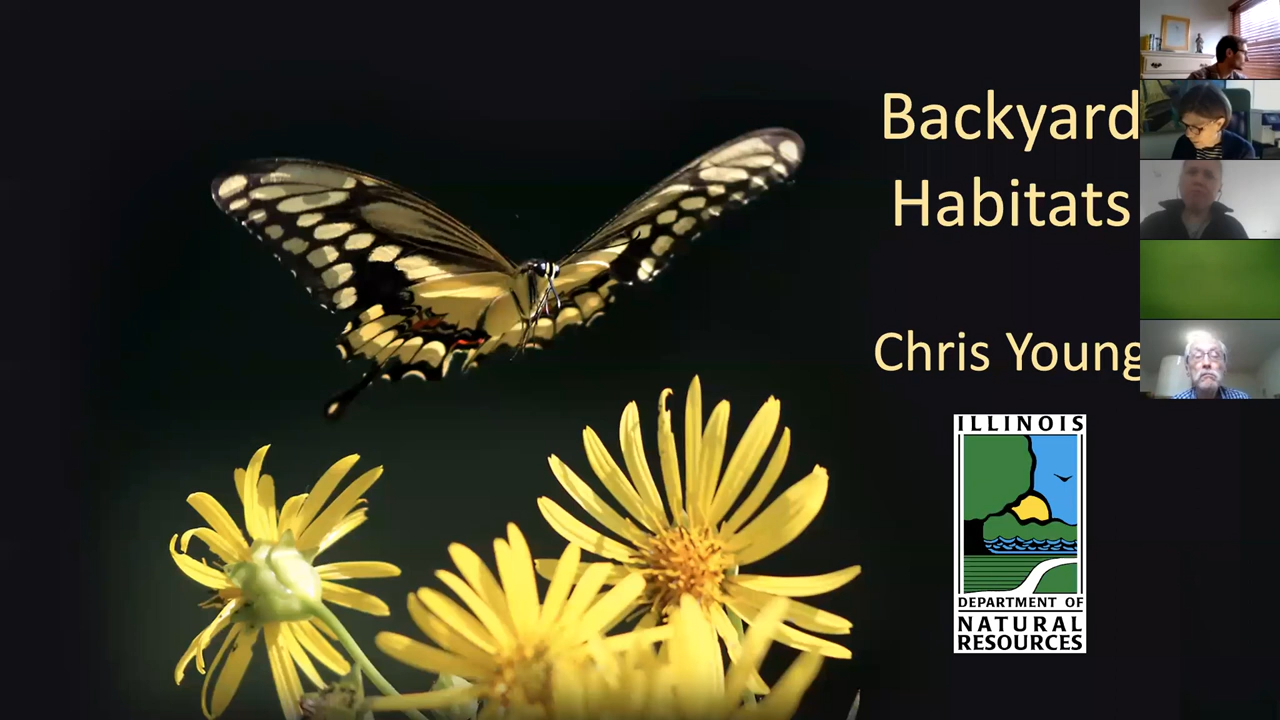 Backyard
Habitats
Chris Young
ILLINOIS
DEPARTMENT OF
NATURAL
RESOURCES